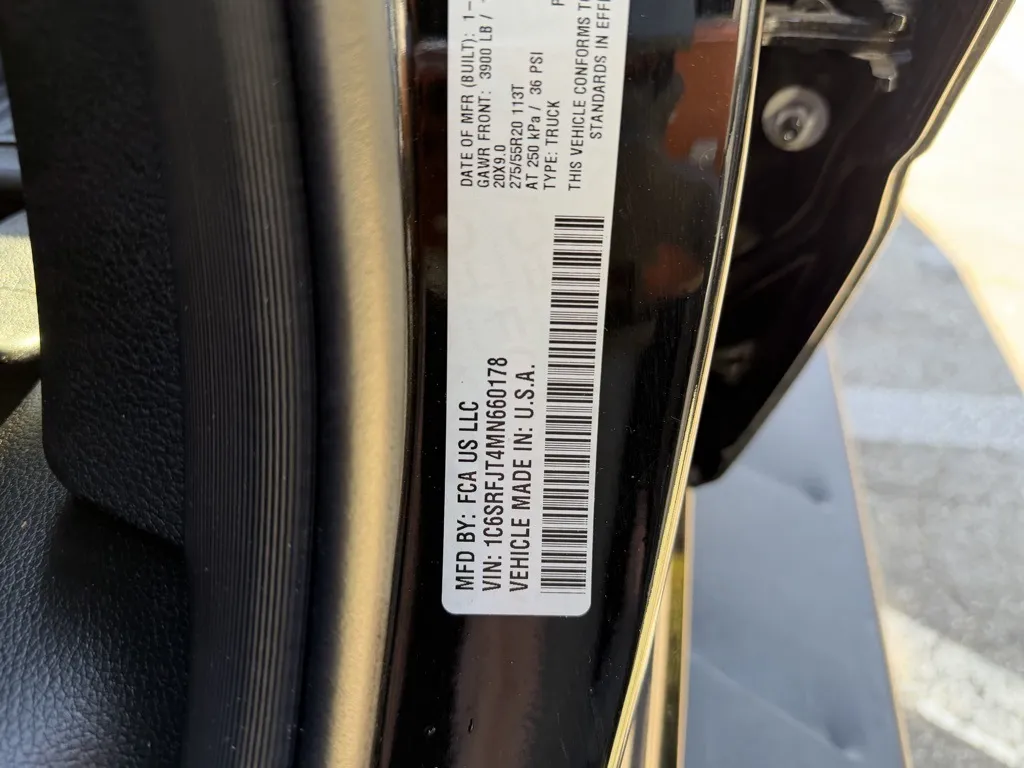 MFD BY: FCA US LLC
VIN: 1C6SRFJT4MN660178
VEHICLE MADE IN: U.S.A.
DATE OF MFR (BUILT): 1-
GAWR FRONT: 3900 LB /
20X9.0
275/55R20 113T
AT 250 kPa / 36 PSI
TYPE: TRUCK
THIS VEHICLE CONFORMS
STANDARDS IN